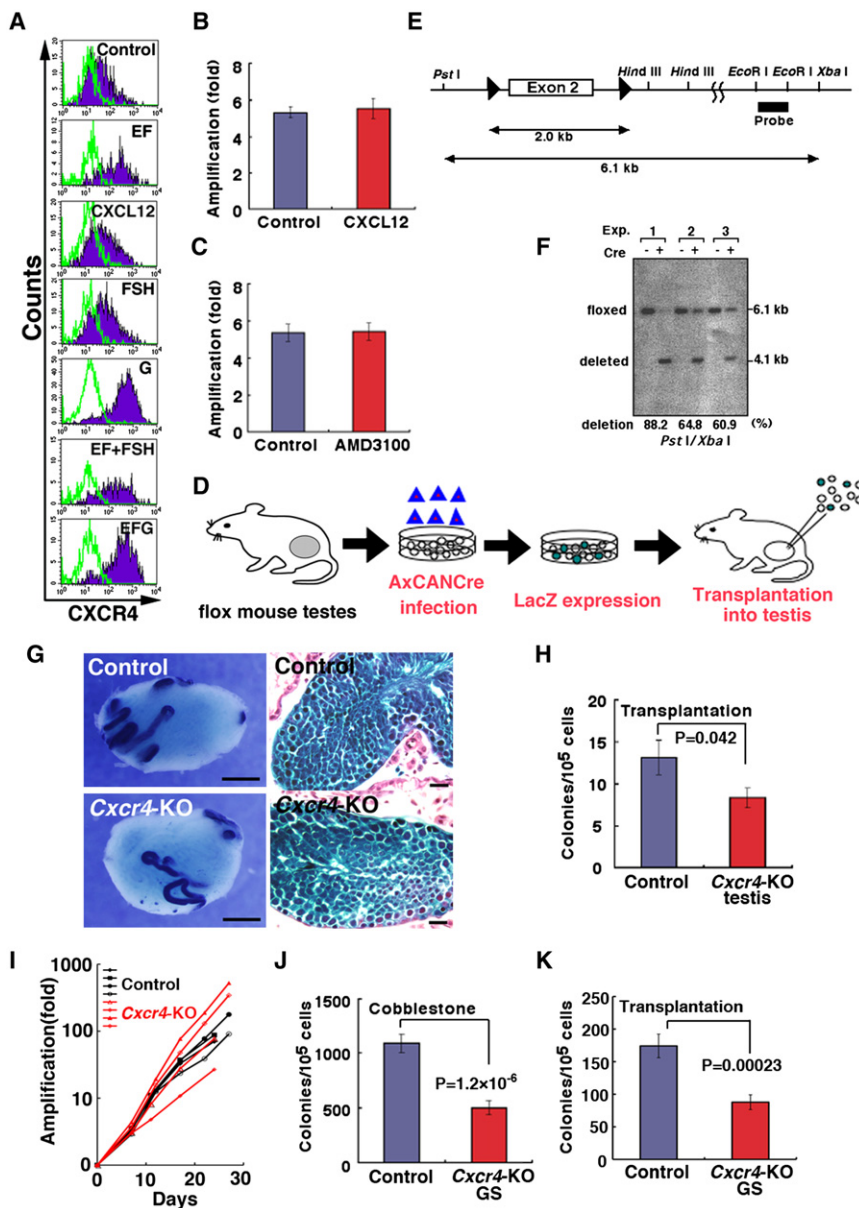 A
Control
EF
CXCL12
FSH
G
EF+FSH
EFG
Counts
CXCR4
B
Amplification (fold)
8
6
4
2
0
Control
CXCL12
C
Amplification (fold)
8
6
4
2
0
Control
AMD3100
E
Pst I
Exon 2
Hind III
Hind III
EcoR I
EcoR I
Xba I
Probe
2.0 kb
6.1 kb
F
Exp. 1 2 3
Cre - + - + - +
floxed
6.1 kb
deleted
4.1 kb
deletion 88.2 64.8 60.9 (%)
Pst I/Xba I
D
flox mouse testes
AxCANCre
infection
LacZ expression
Transplantation
into testis
G
Control
Control
Cxcr4-KO
Cxcr4-KO
H
Colonies/10⁵ cells
20
15
10
5
0
Transplantation
P=0.042
Control
Cxcr4-KO
testis
I
Amplification(fold)
1000
100
10
0
Control
Cxcr4-KO
0 10 20 30
Days
J
Colonies/10⁵ cells
1500
1000
500
0
Cobblestone
P=1.2×10⁻⁶
Control
Cxcr4-KO
GS
K
Colonies/10⁵ cells
250
200
150
100
50
0
Transplantation
P=0.00023
Control
Cxcr4-KO
GS